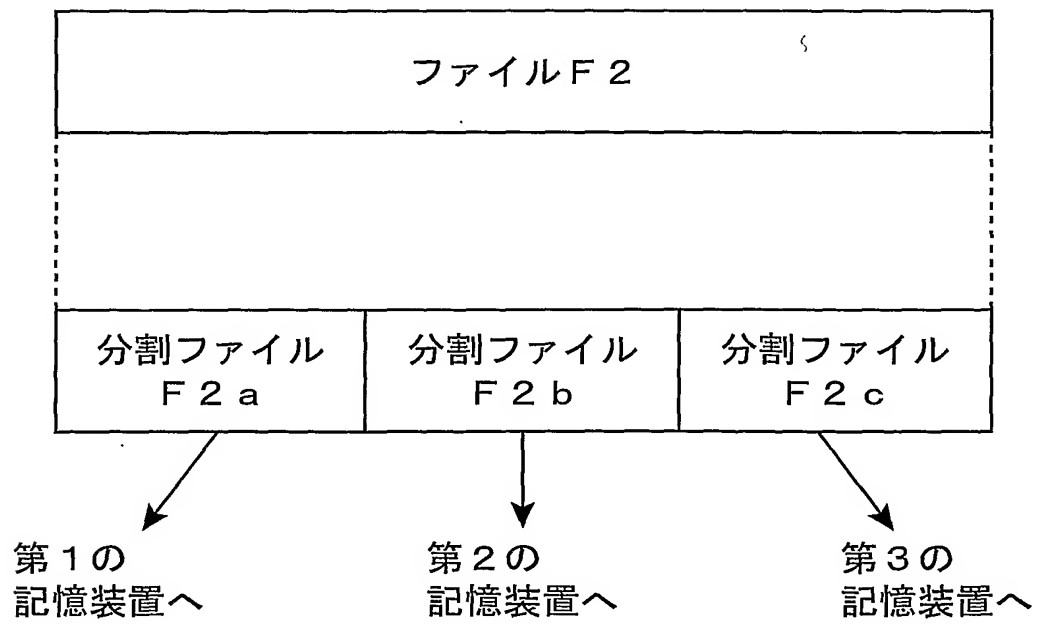 ファイルF2
分割ファイル
F2a
分割ファイル
F2b
分割ファイル
F2c
第1の
記憶装置へ
第2の
記憶装置へ
第3の
記憶装置へ